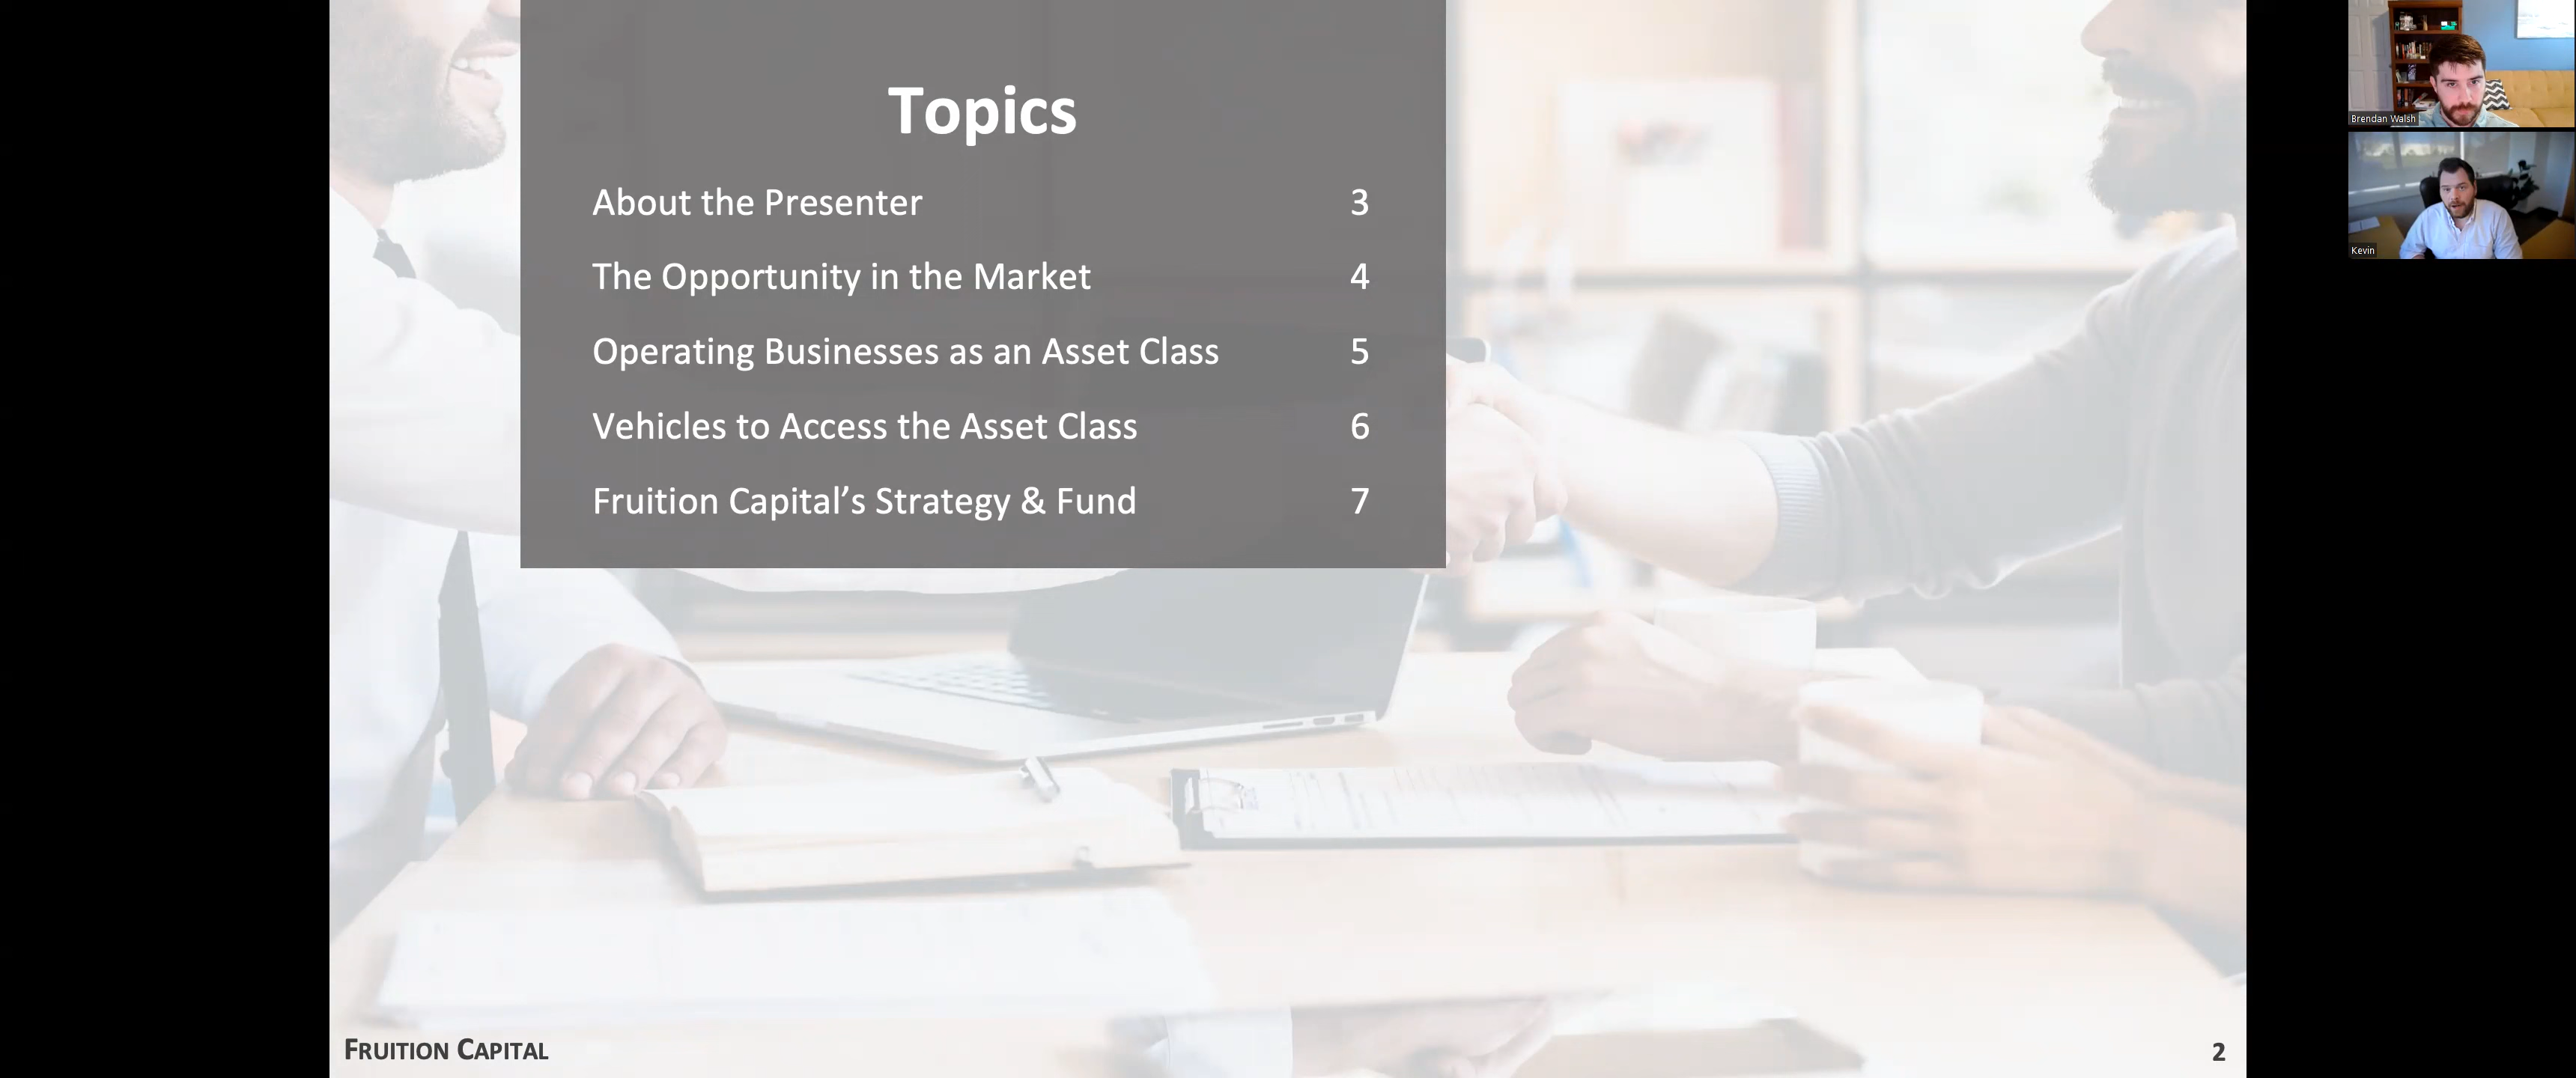 Topics
About the Presenter 3
The Opportunity in the Market 4
Operating Businesses as an Asset Class 5
Vehicles to Access the Asset Class 6
Fruition Capital’s Strategy & Fund 7
FRUITION CAPITAL
2
Brendan Walsh
Kevin